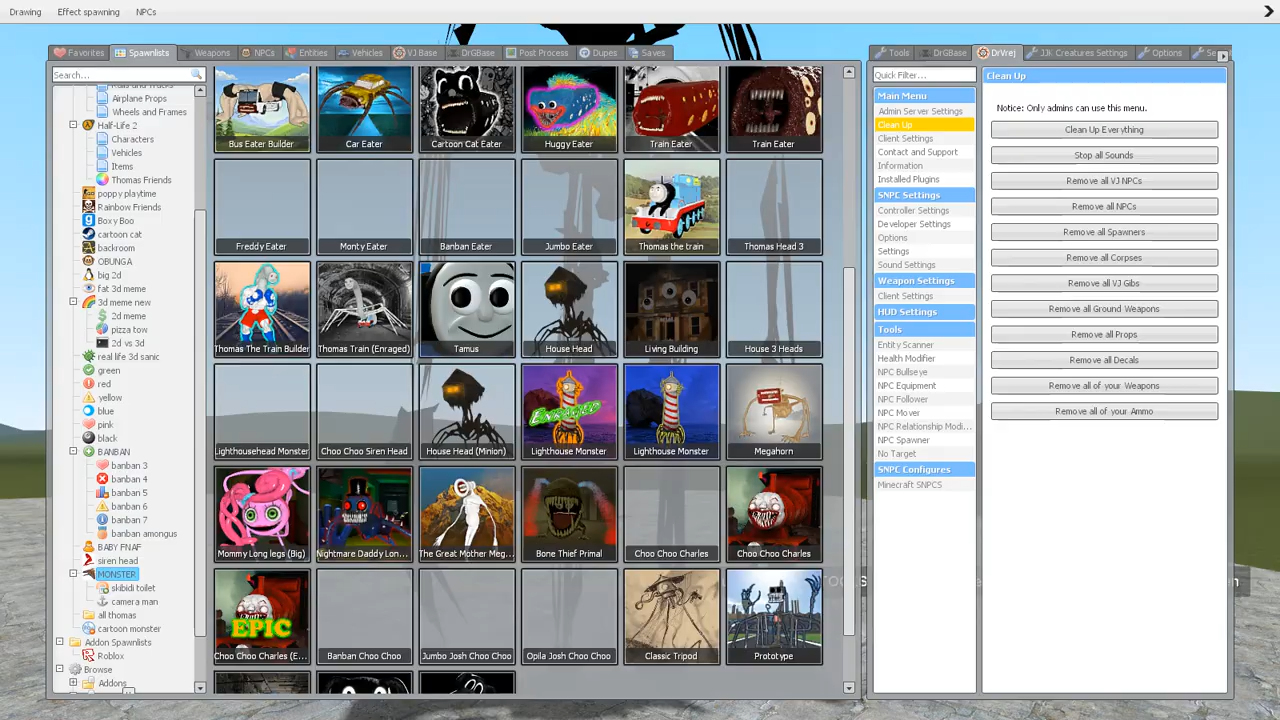 Drawing Effect spawning NPCs
Favorites Spawnlists Weapons NPCs Entities Vehicles VJ Base DrGBase Post Process Dupes Saves
Tools DrGBase DrVrej JJK Creatures Settings Options
Search...
Airplane Props
Wheels and Frames
Half-Life 2
Characters
Vehicles
Items
Thomas Friends
poppy playtime
Rainbow Friends
Boxy Boo
cartoon cat
backroom
OBUNGA
big 2d
fat 3d meme
3d meme new
2d meme
pizza tow
2d vs 3d
real life 3d sanic
green
red
yellow
blue
pink
black
BANBAN
banban 3
banban 4
banban 5
banban 6
banban 7
banban amongus
BABY FNAF
siren head
MONSTER
skibidi toilet
camera man
all thomas
cartoon monster
Addon Spawnlists
Roblox
Browse
Addons
Bus Eater Builder Car Eater Cartoon Cat Eater Huggy Eater Train Eater Train Eater
Freddy Eater Monty Eater Banban Eater Jumbo Eater Thomas the train Thomas Head 3
Thomas The Train Builder Thomas Train (Enraged) Tamus House Head Living Building House 3 Heads
ENRAGED
Lighthousehead Monster Choo Choo Siren Head House Head (Minion) Lighthouse Monster Lighthouse Monster Megahorn
Mommy Long legs (Big) Nightmare Daddy Lon... The Great Mother Meg... Bone Thief Primal Choo Choo Charles Choo Choo Charles
EPIC
Choo Choo Charles (E... Banban Choo Choo Jumbo Josh Choo Choo Opila Josh Choo Choo Classic Tripod Prototype
Quick Filter...
Main Menu
Admin Server Settings
Clean Up
Client Settings
Contact and Support
Information
Installed Plugins
SNPC Settings
Controller Settings
Developer Settings
Options
Settings
Sound Settings
Weapon Settings
Client Settings
HUD Settings
Tools
Entity Scanner
Health Modifier
NPC Bullseye
NPC Equipment
NPC Follower
NPC Mover
NPC Relationship Modi...
NPC Spawner
No Target
SNPC Configures
Minecraft SNPCS
Clean Up
Notice: Only admins can use this menu.
Clean Up Everything
Stop all Sounds
Remove all VJ NPCs
Remove all NPCs
Remove all Spawners
Remove all Corpses
Remove all VJ Gibs
Remove all Ground Weapons
Remove all Props
Remove all Decals
Remove all of your Weapons
Remove all of your Ammo